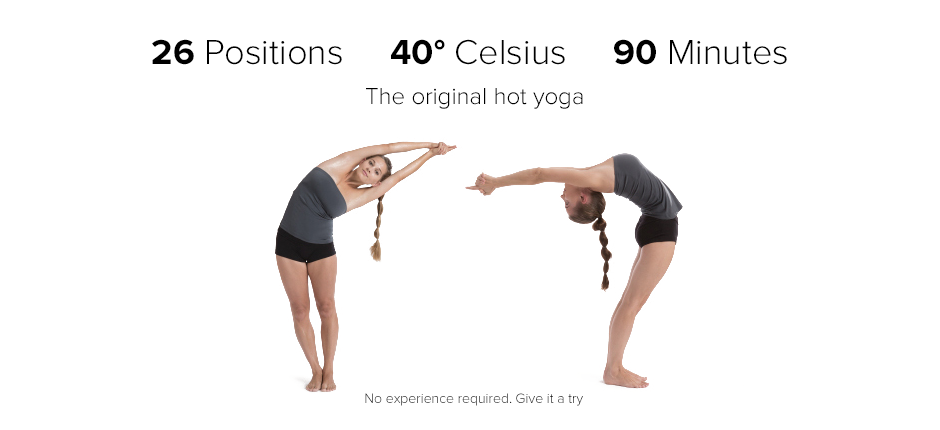 26 Positions 40° Celsius 90 Minutes
The original hot yoga
No experience required. Give it a try